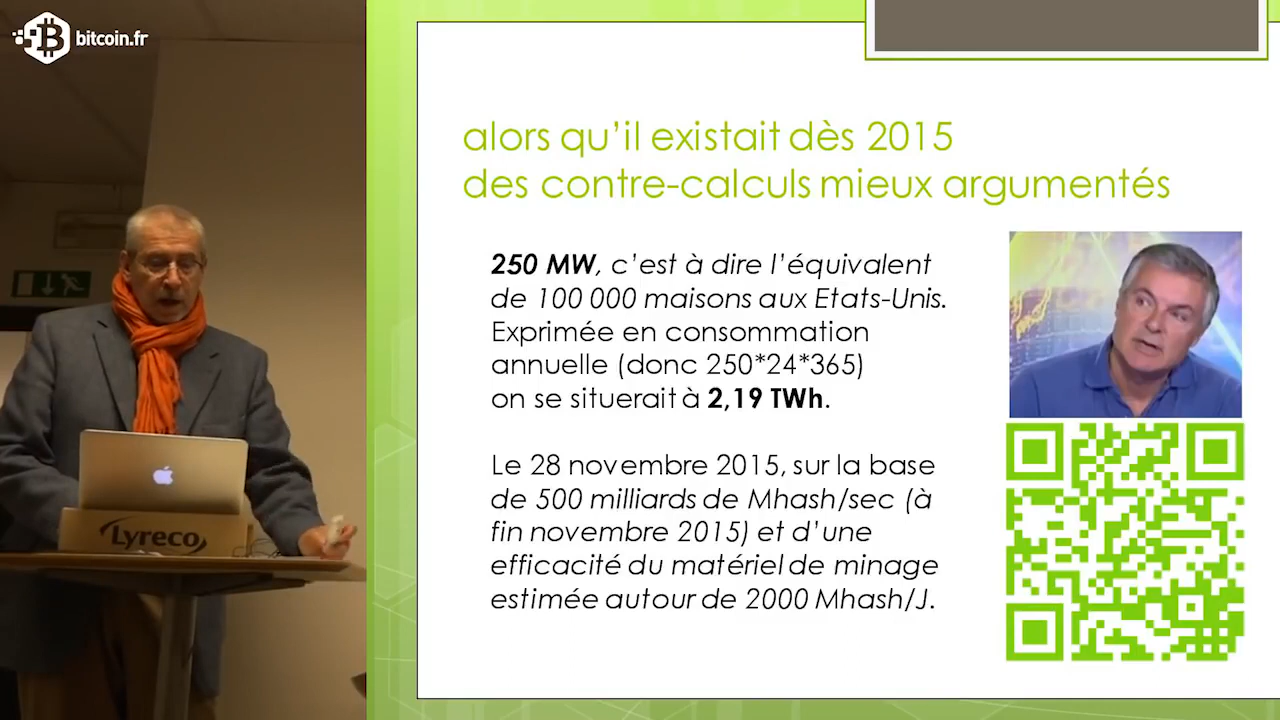 bitcoin.fr
alors qu’il existait dès 2015
des contre-calculs mieux argumentés
250 MW, c’est à dire l’équivalent
de 100 000 maisons aux Etats-Unis.
Exprimée en consommation
annuelle (donc 250*24*365)
on se situerait à 2,19 TWh.
Le 28 novembre 2015, sur la base
de 500 milliards de Mhash/sec (à
fin novembre 2015) et d’une
efficacité du matériel de minage
estimée autour de 2000 Mhash/J.
Lyreco